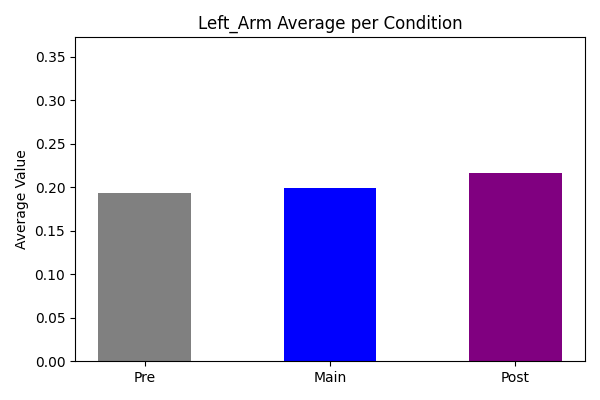 Left_Arm Average per Condition
Average Value
0.35
0.30
0.25
0.20
0.15
0.10
0.05
0.00
Pre
Main
Post